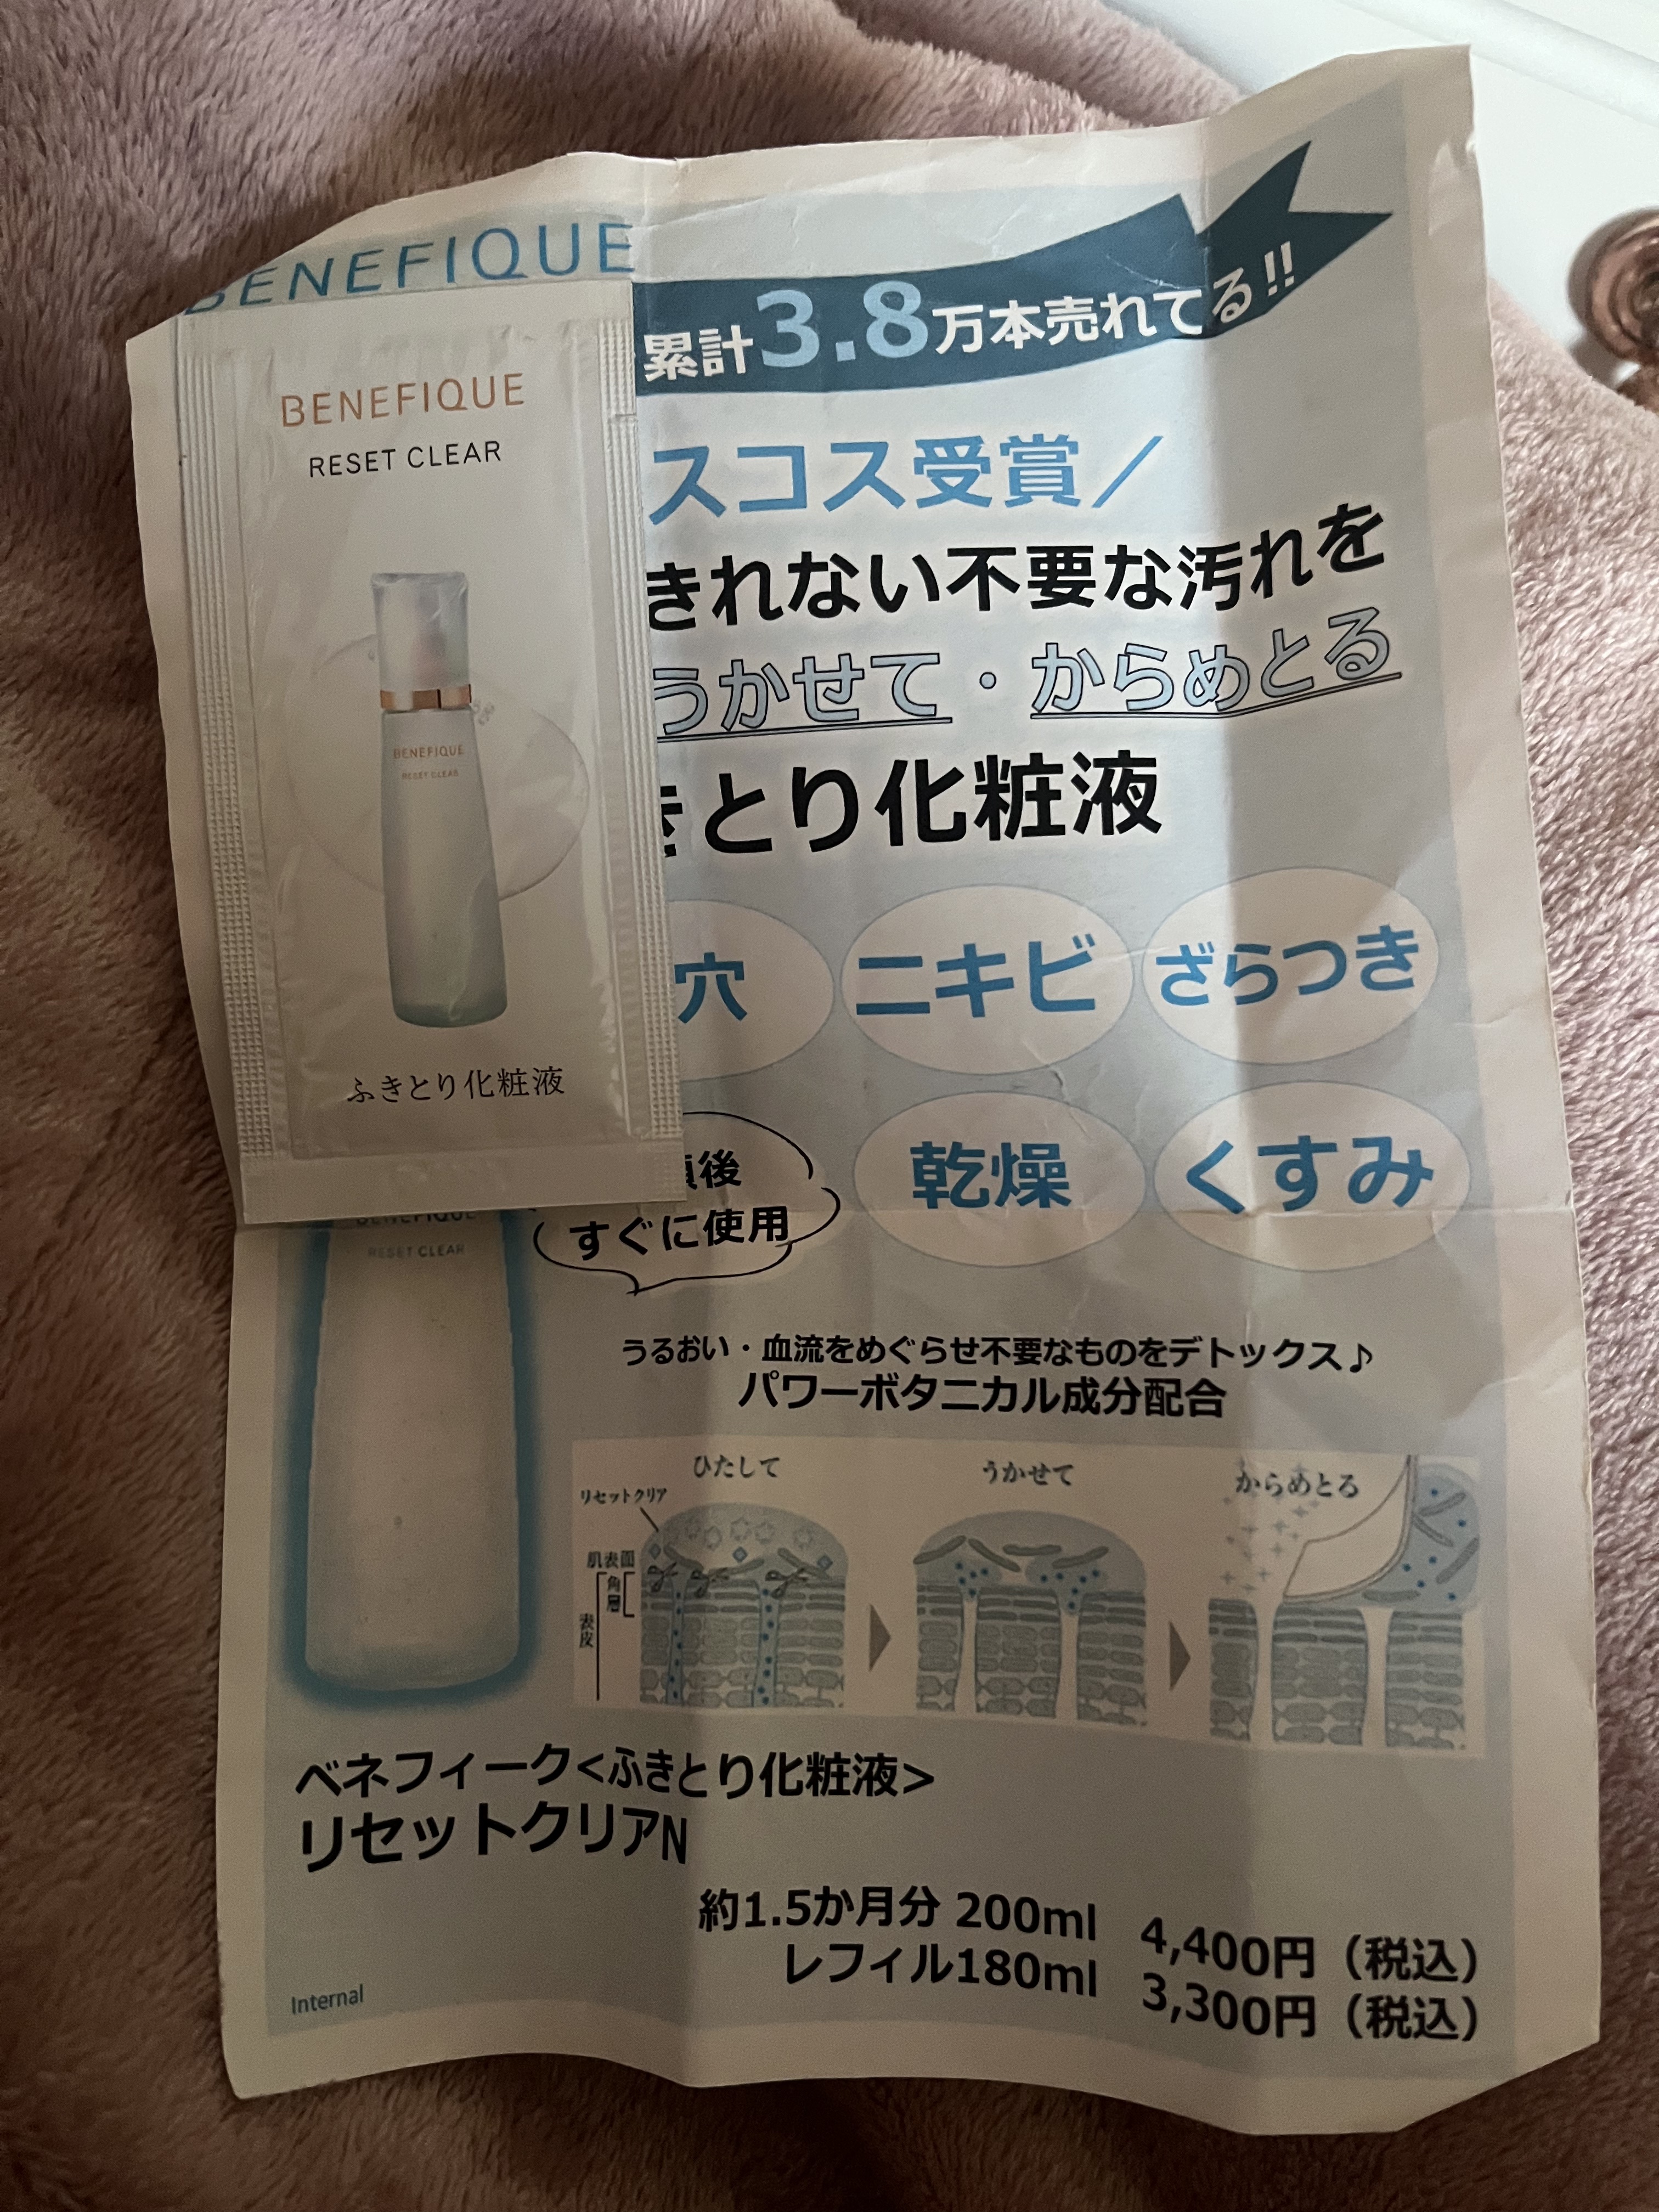 BENEFIQUE
累計3.8万本売れてる!!
BENEFIQUE
RESET CLEAR
BENEFIQUE
RESET CLEAR
ふきとり化粧液
スコス受賞／
きれない不要な汚れを
うかせて・からめとる
きとり化粧液
穴
ニキビ
ざらつき
乾燥
くすみ
後
すぐに使用
BENEFIQUE
RESET CLEAR
うるおい・血流をめぐらせ不要なものをデトックス♪
パワーボタニカル成分配合
ひたして
うかせて
からめとる
リセットクリア
肌表面
角層
表皮
ベネフィーク<ふきとり化粧液>
リセットクリアN
約1.5か月分 200ml 4,400円（税込）
レフィル180ml 3,300円（税込）
Internal